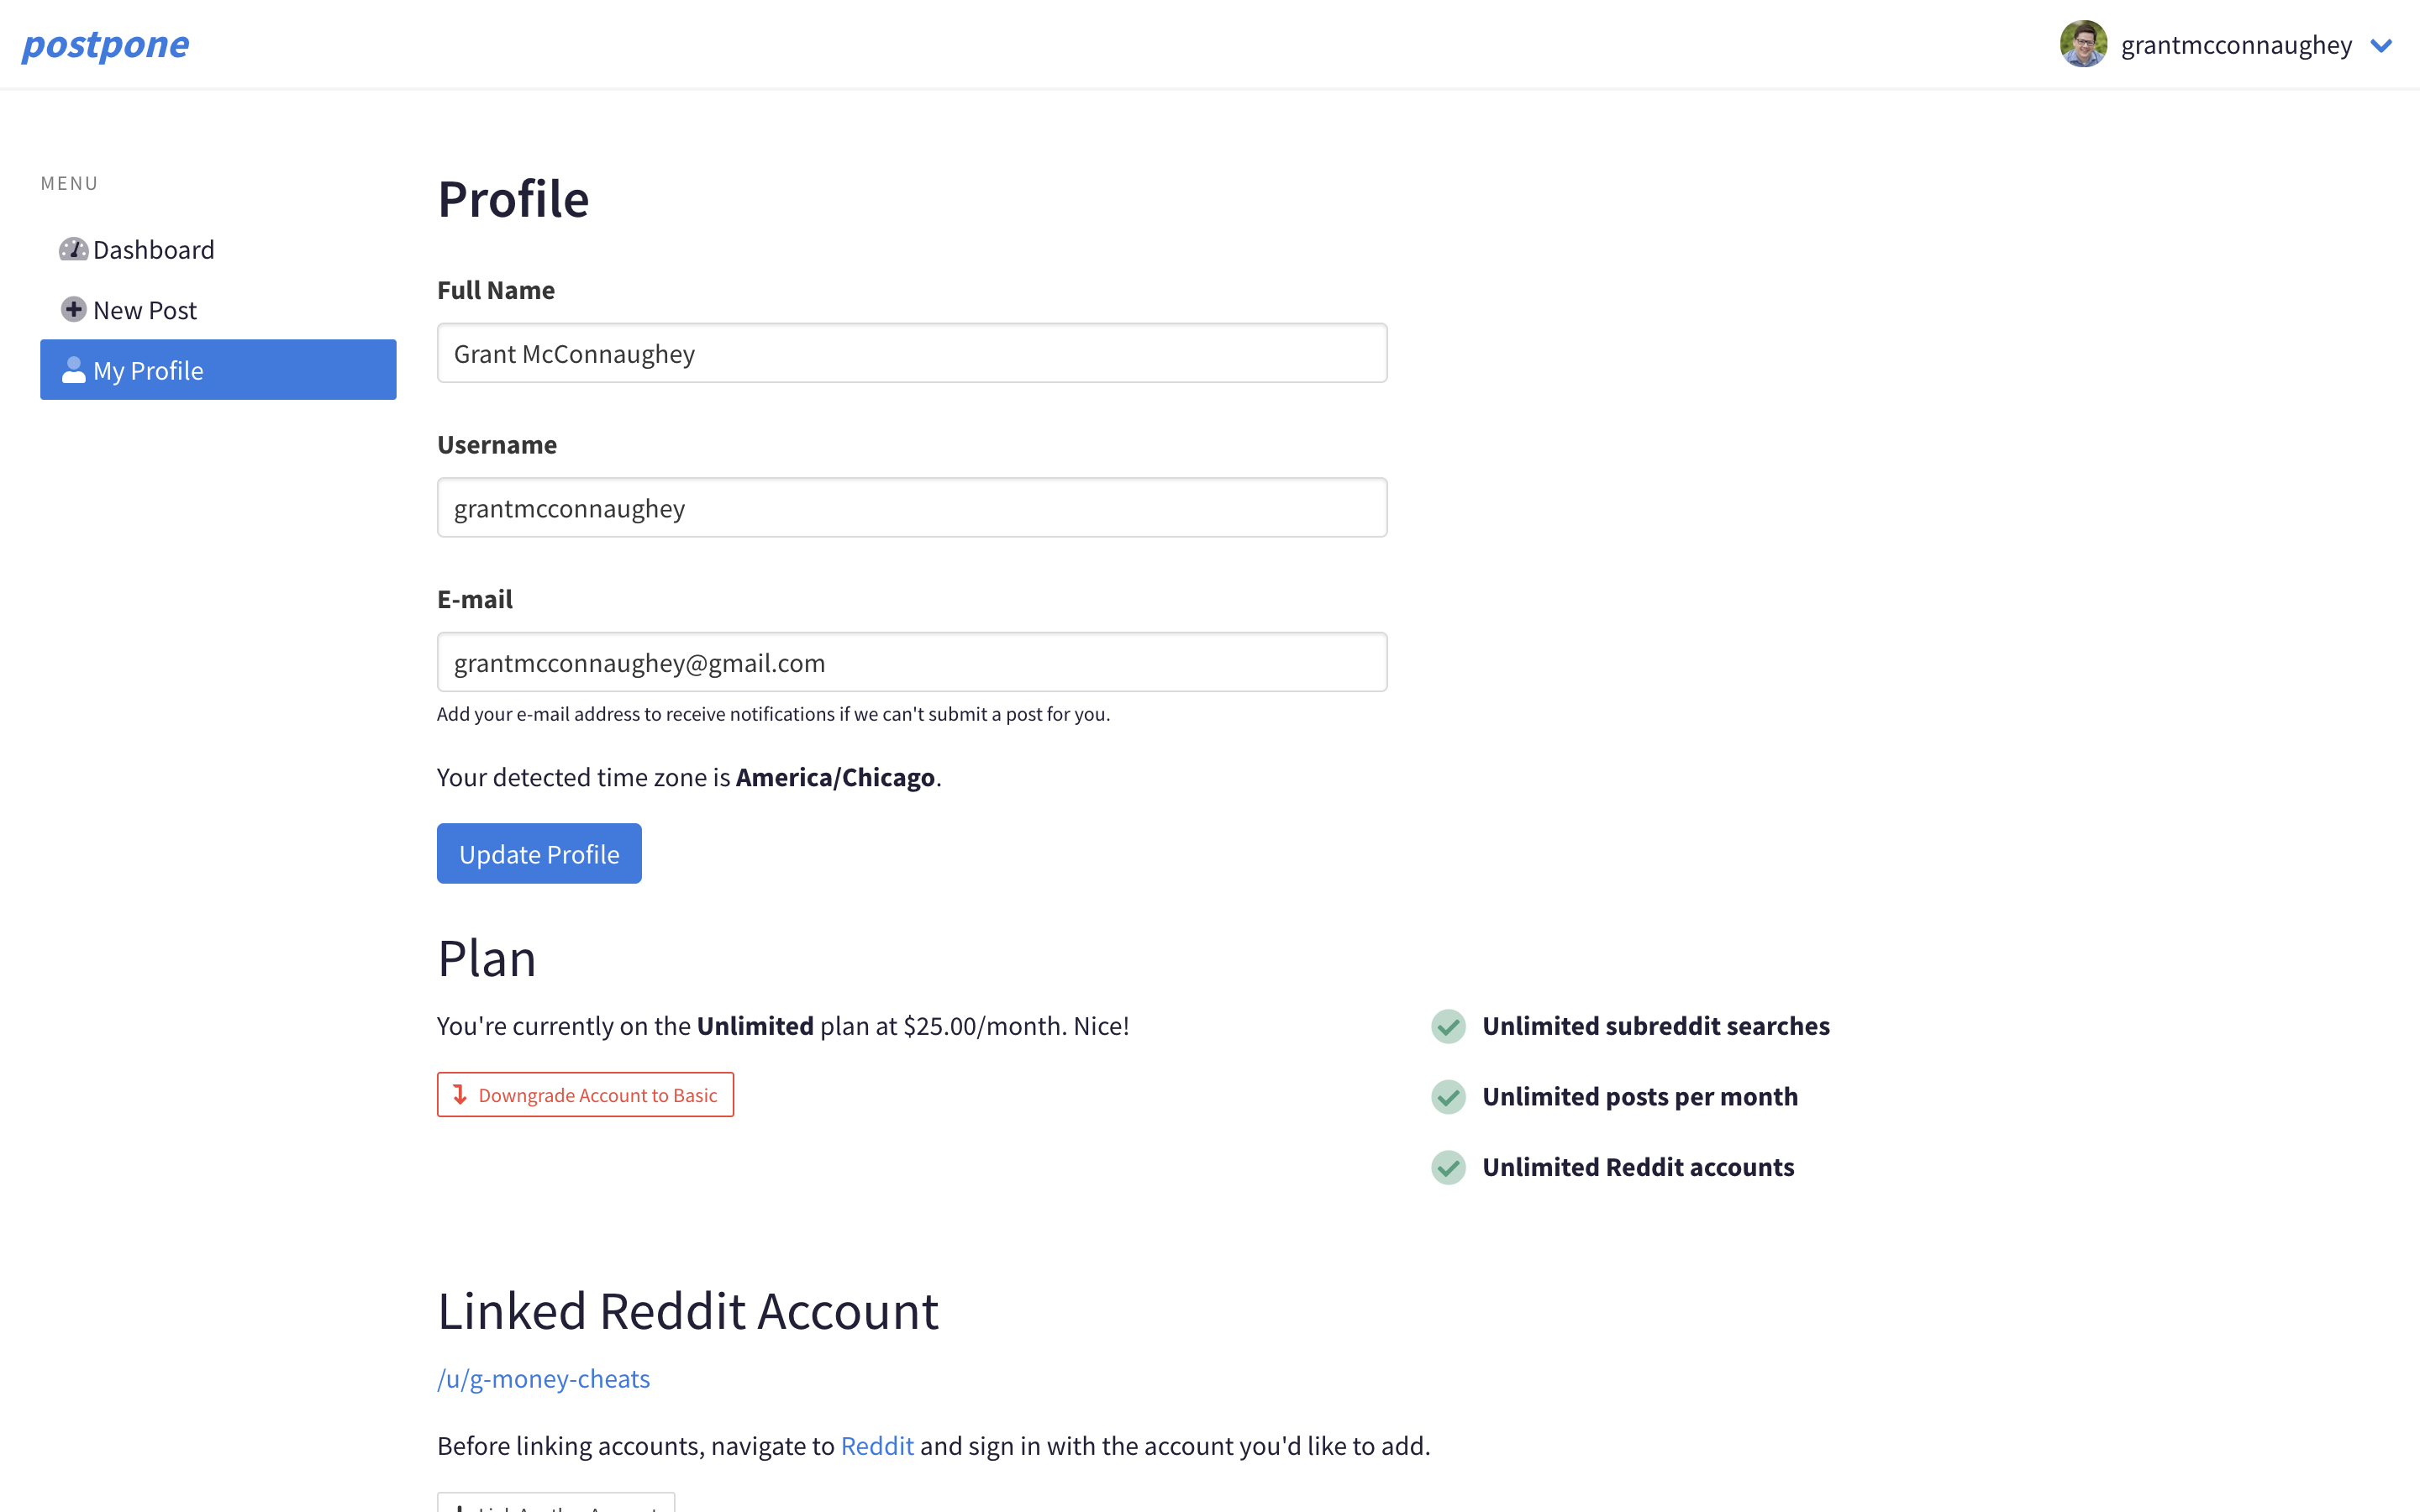 postpone
grantmcconnaughey
MENU
Dashboard
New Post
My Profile
Profile
Full Name
Grant McConnaughey
Username
grantmcconnaughey
E-mail
grantmcconnaughey@gmail.com
Add your e-mail address to receive notifications if we can't submit a post for you.
Your detected time zone is America/Chicago.
Update Profile
Plan
You're currently on the Unlimited plan at $25.00/month. Nice!
Downgrade Account to Basic
Unlimited subreddit searches
Unlimited posts per month
Unlimited Reddit accounts
Linked Reddit Account
/u/g-money-cheats
Before linking accounts, navigate to Reddit and sign in with the account you'd like to add.